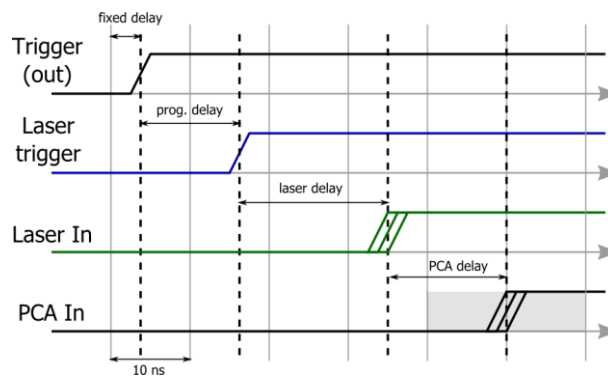 fixed delay
Trigger
(out)
prog. delay
Laser
trigger
laser delay
Laser In
PCA delay
PCA In
10 ns